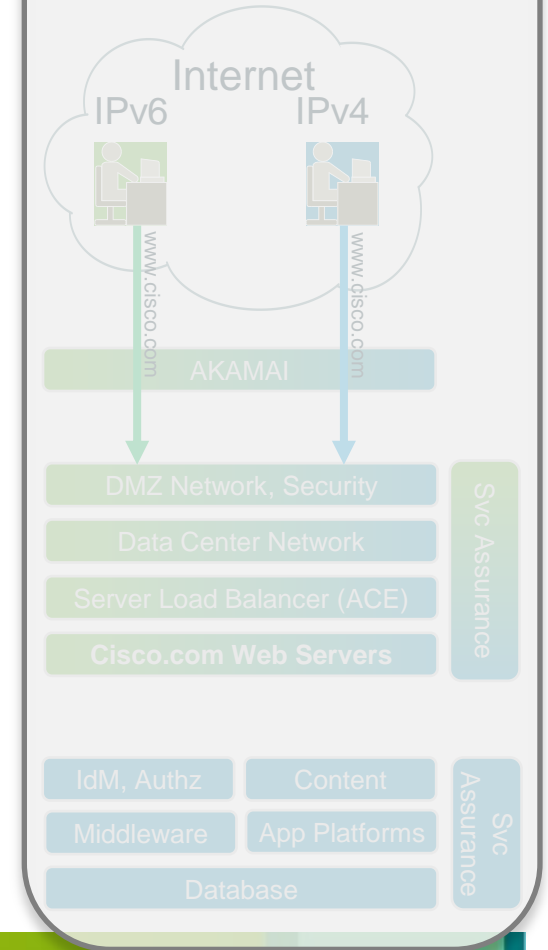 Internet
IPv6 IPv4
www.cisco.com www.cisco.com
AKAMAI
DMZ Network, Security
Data Center Network
Server Load Balancer (ACE)
Cisco.com Web Servers
Svc Assurance
IdM, Authz Content
Middleware App Platforms
Database
Svc
Assurance